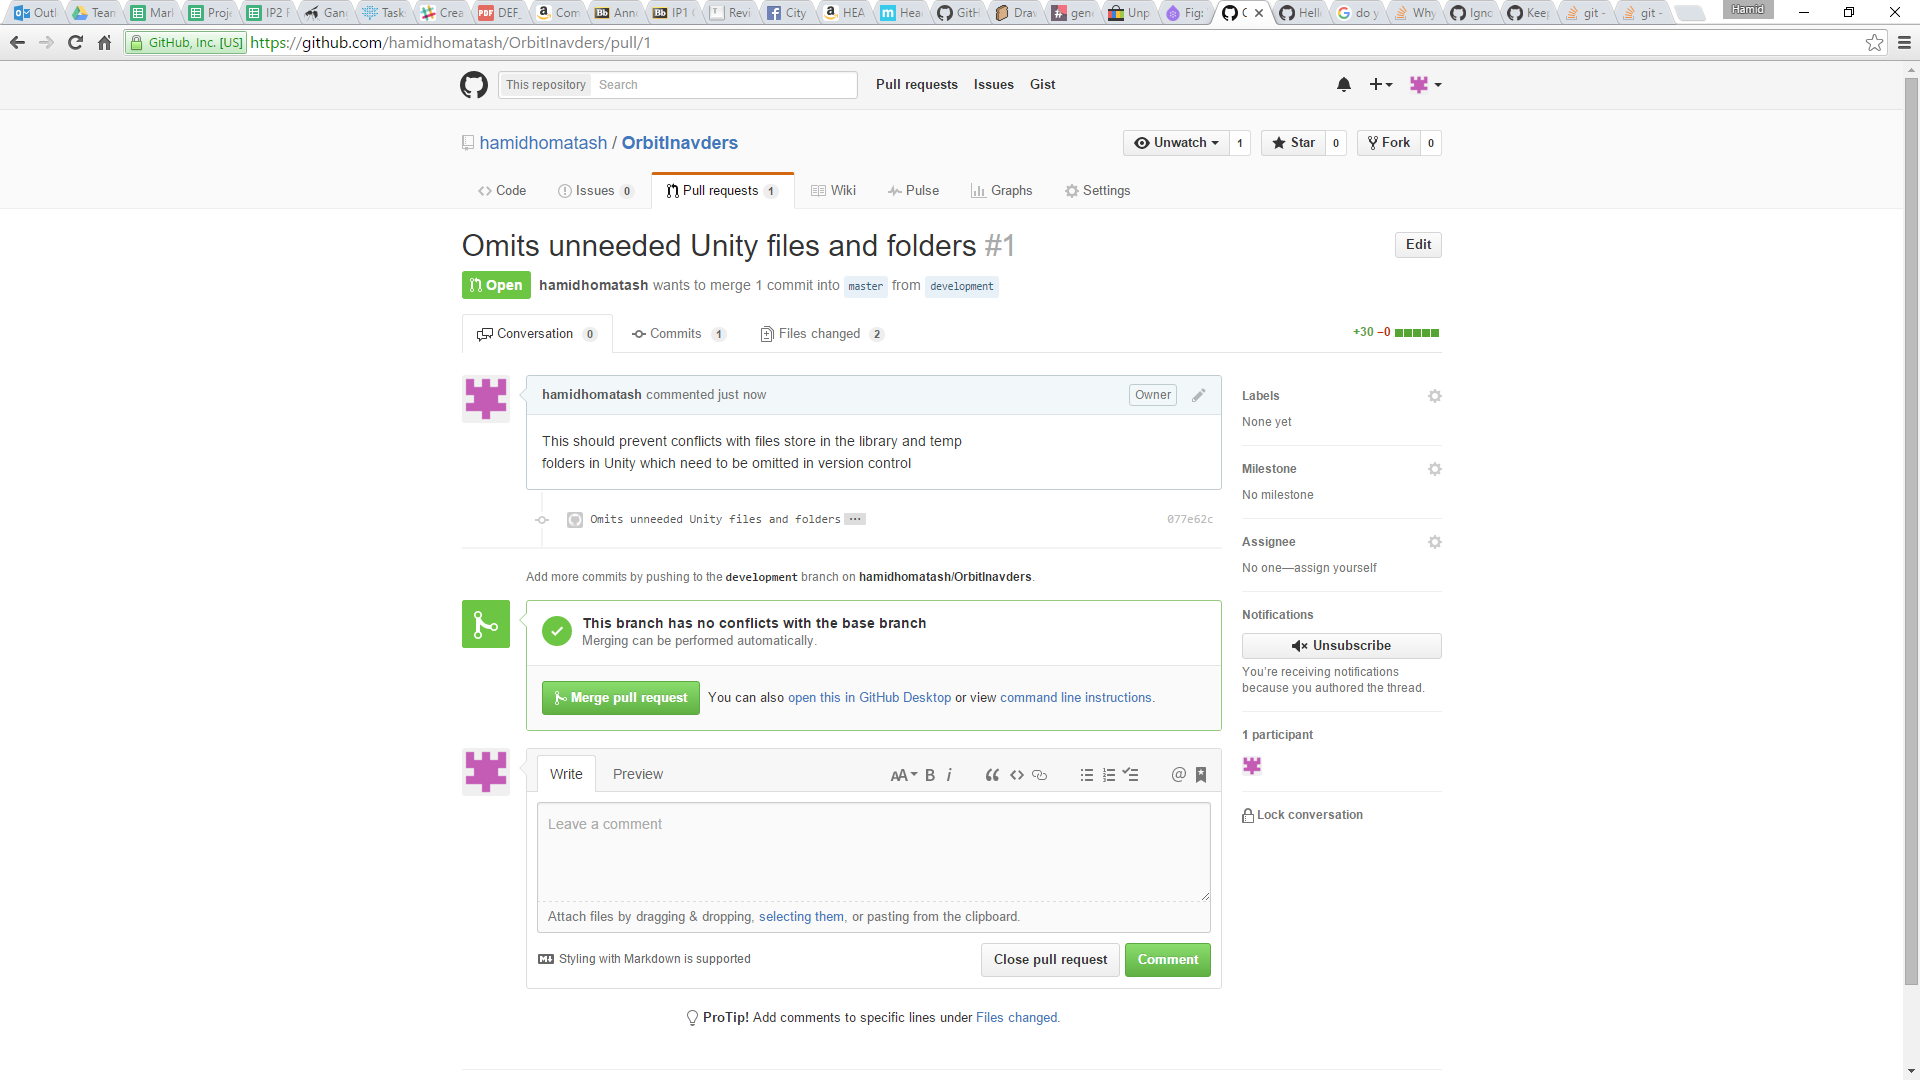 Outl Team Mark Proje IP2 F Gan Task Crea DEF_ Com Ann IP1 Revi City HEA Hea GitH Drav gen Unp Fig: Hell do y Why Igno Keep git - git - Hamid
GitHub, Inc. [US] https://github.com/hamidhomatash/OrbitInavders/pull/1
This repository Search Pull requests Issues Gist
hamidhomatash / OrbitInavders Unwatch 1 Star 0 Fork 0
Code Issues 0 Pull requests 1 Wiki Pulse Graphs Settings
Omits unneeded Unity files and folders #1 Edit
Open hamidhomatash wants to merge 1 commit into master from development
Conversation 0 Commits 1 Files changed 2 +30 −0
hamidhomatash commented just now Owner
This should prevent conflicts with files store in the library and temp
folders in Unity which need to be omitted in version control
Omits unneeded Unity files and folders ... 077e62c
Add more commits by pushing to the development branch on hamidhomatash/OrbitInavders.
This branch has no conflicts with the base branch
Merging can be performed automatically.
Merge pull request You can also open this in GitHub Desktop or view command line instructions.
Write Preview AA B i
Leave a comment
Attach files by dragging & dropping, selecting them, or pasting from the clipboard.
Styling with Markdown is supported Close pull request Comment
ProTip! Add comments to specific lines under Files changed.
Labels
None yet
Milestone
No milestone
Assignee
No one—assign yourself
Notifications
Unsubscribe
You're receiving notifications
because you authored the thread.
1 participant
Lock conversation